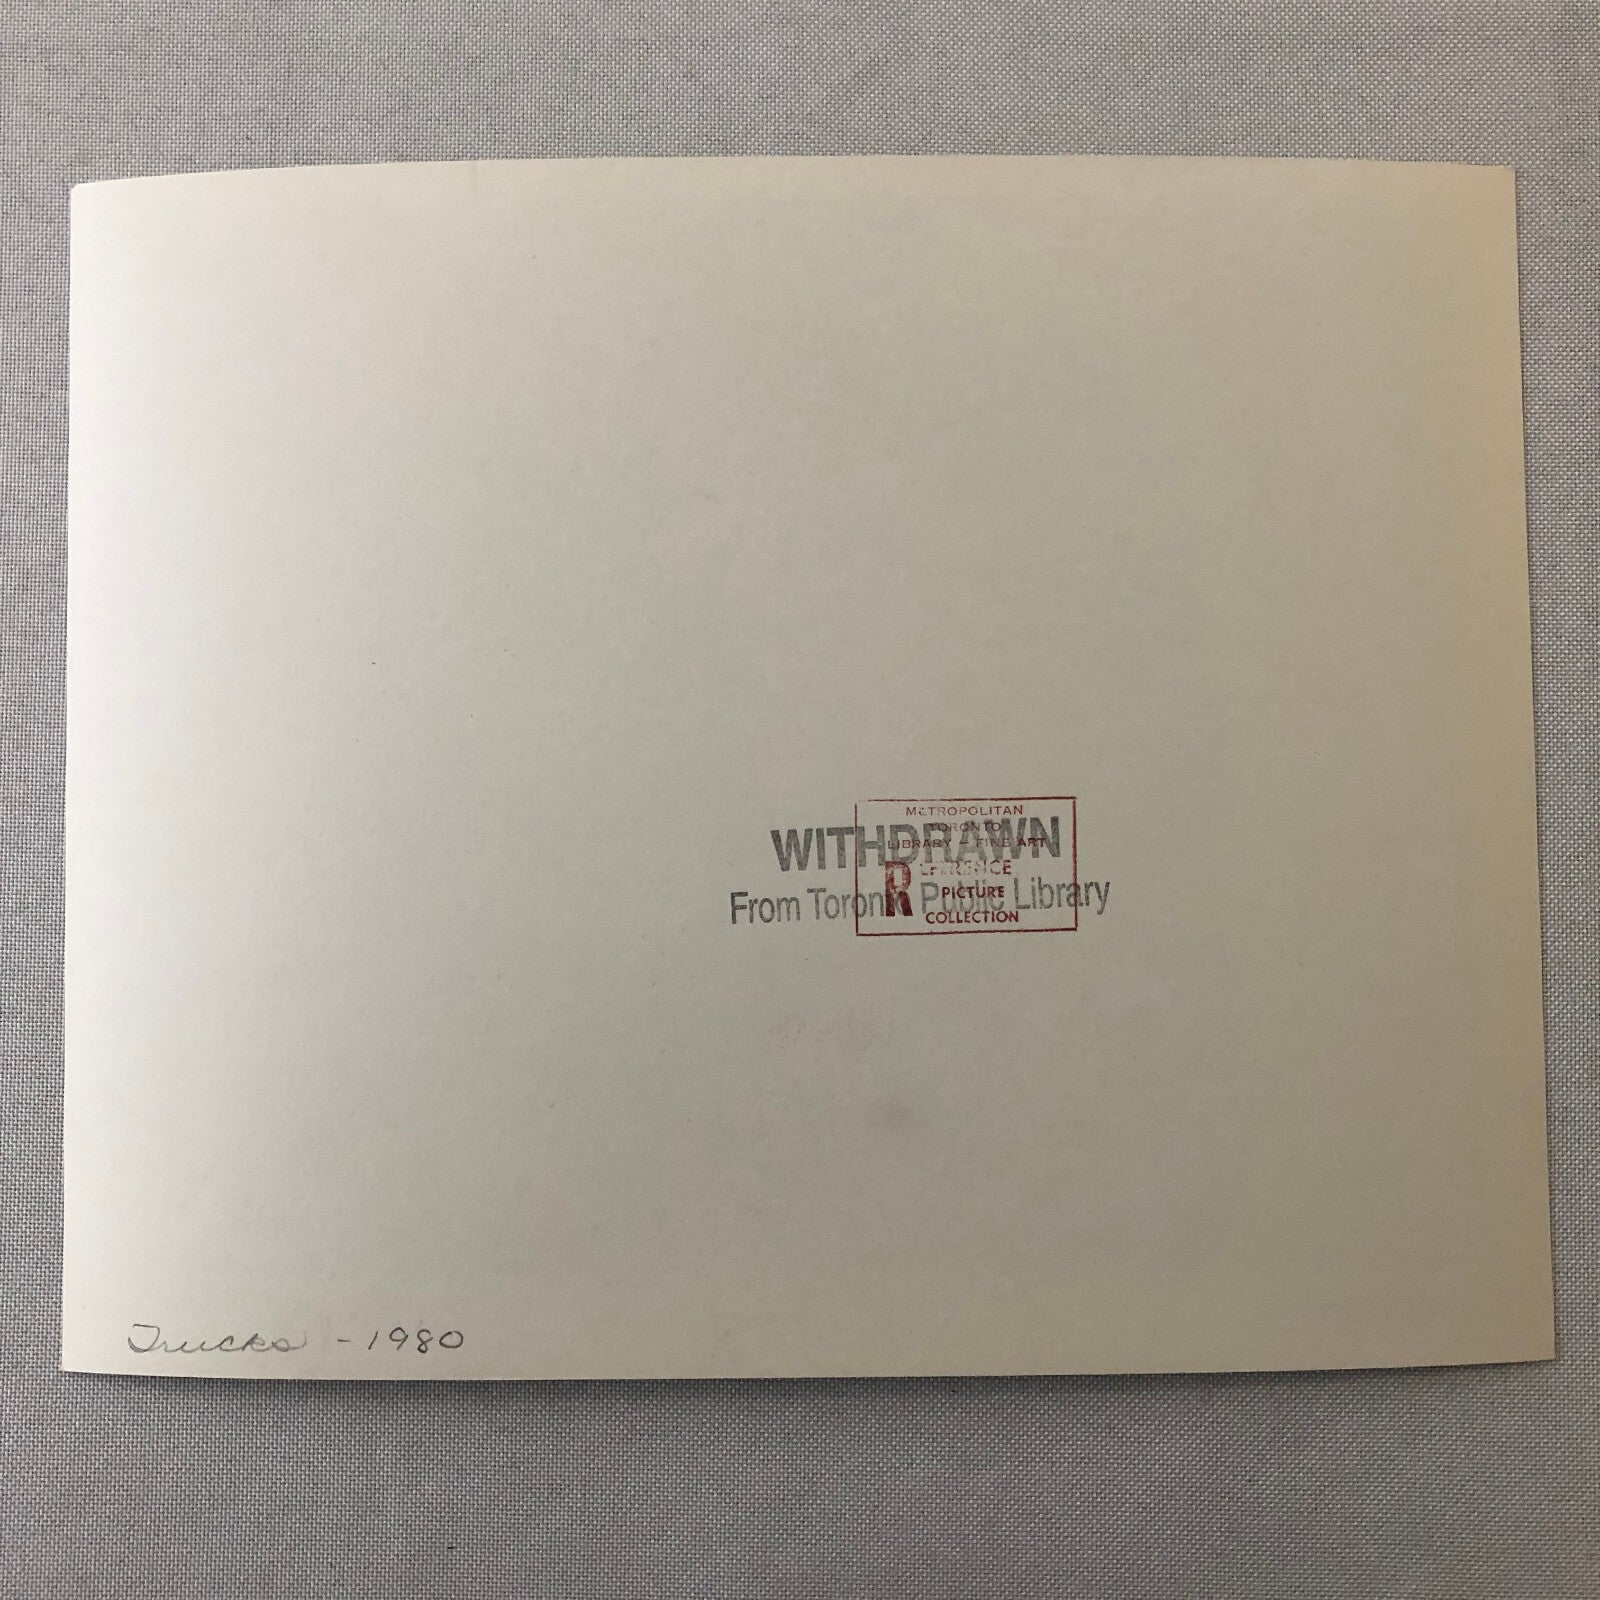 METROPOLITAN
TORONTO
LIBRARY - FINE ART
REFERENCE
PICTURE
COLLECTION
WITHDRAWN
From Toronto Public Library
Trucks - 1980